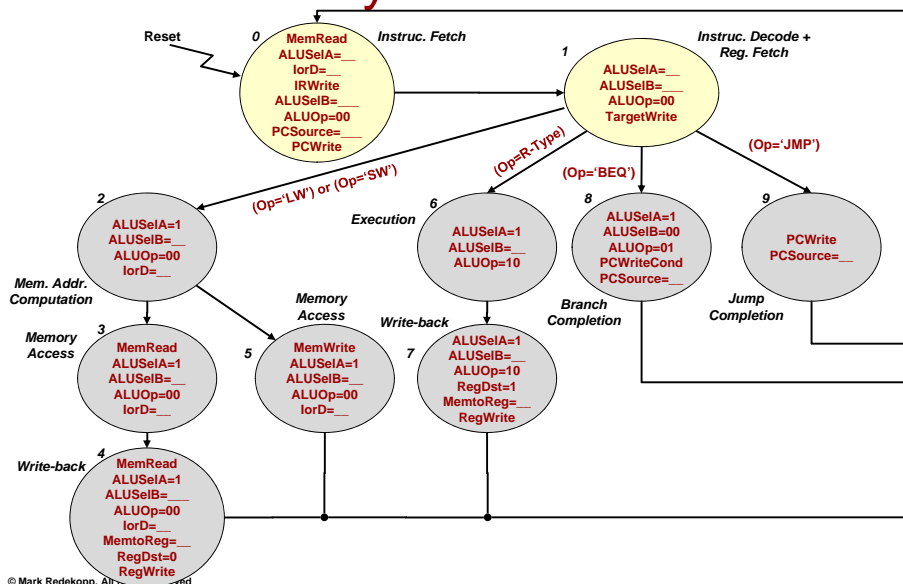 Reset
0
Instruc. Fetch
MemRead
ALUSelA=__
IorD=__
IRWrite
ALUSelB=___
ALUOp=00
PCSource=___
PCWrite
1
Instruc. Decode +
Reg. Fetch
ALUSelA=__
ALUSelB=___
ALUOp=00
TargetWrite
(Op=‘LW’) or (Op=‘SW’)
(Op=R-Type)
(Op=‘BEQ’)
(Op=‘JMP’)
2
ALUSelA=1
ALUSelB=__
ALUOp=00
IorD=__
Mem. Addr.
Computation
Execution
6
ALUSelA=1
ALUSelB=__
ALUOp=10
8
ALUSelA=1
ALUSelB=00
ALUOp=01
PCWriteCond
PCSource=__
Branch
Completion
9
PCWrite
PCSource=__
Jump
Completion
Memory
Access
3
MemRead
ALUSelA=1
ALUSelB=__
ALUOp=00
IorD=__
Memory
Access
5
MemWrite
ALUSelA=1
ALUSelB=__
ALUOp=00
IorD=__
Write-back
7
ALUSelA=1
ALUSelB=__
ALUOp=10
RegDst=1
MemtoReg=__
RegWrite
Write-back
4
MemRead
ALUSelA=1
ALUSelB=___
ALUOp=00
IorD=__
MemtoReg=__
RegDst=0
RegWrite
© Mark Redekopp, All